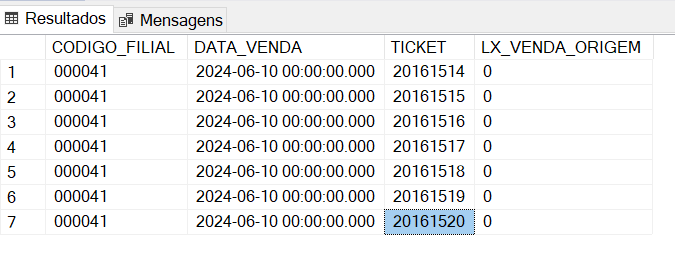 Resultados Mensagens
CODIGO_FILIAL DATA_VENDA TICKET LX_VENDA_ORIGEM
1 000041 2024-06-10 00:00:00.000 20161514 0
2 000041 2024-06-10 00:00:00.000 20161515 0
3 000041 2024-06-10 00:00:00.000 20161516 0
4 000041 2024-06-10 00:00:00.000 20161517 0
5 000041 2024-06-10 00:00:00.000 20161518 0
6 000041 2024-06-10 00:00:00.000 20161519 0
7 000041 2024-06-10 00:00:00.000 20161520 0